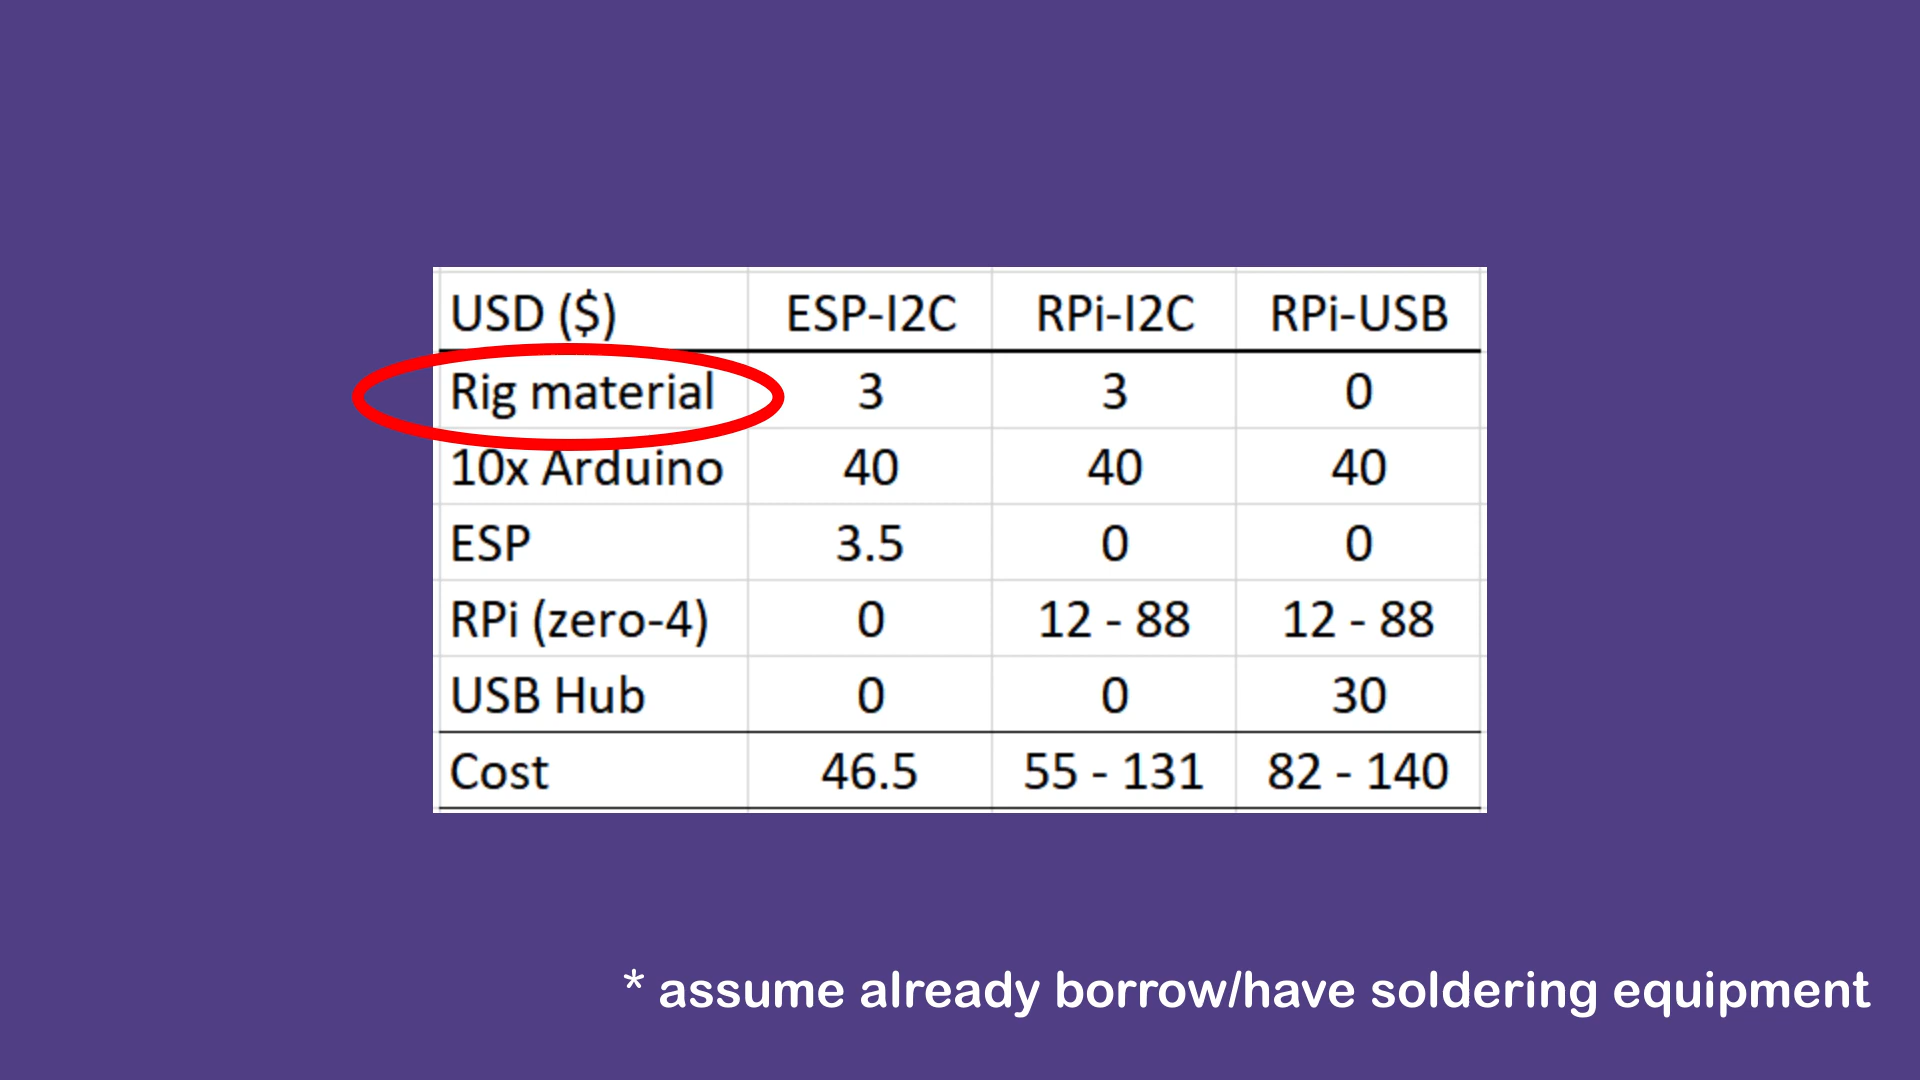 USD ($) ESP-I2C RPi-I2C RPi-USB
Rig material 3 3 0
10x Arduino 40 40 40
ESP 3.5 0 0
RPi (zero-4) 0 12 - 88 12 - 88
USB Hub 0 0 30
Cost 46.5 55 - 131 82 - 140
* assume already borrow/have soldering equipment